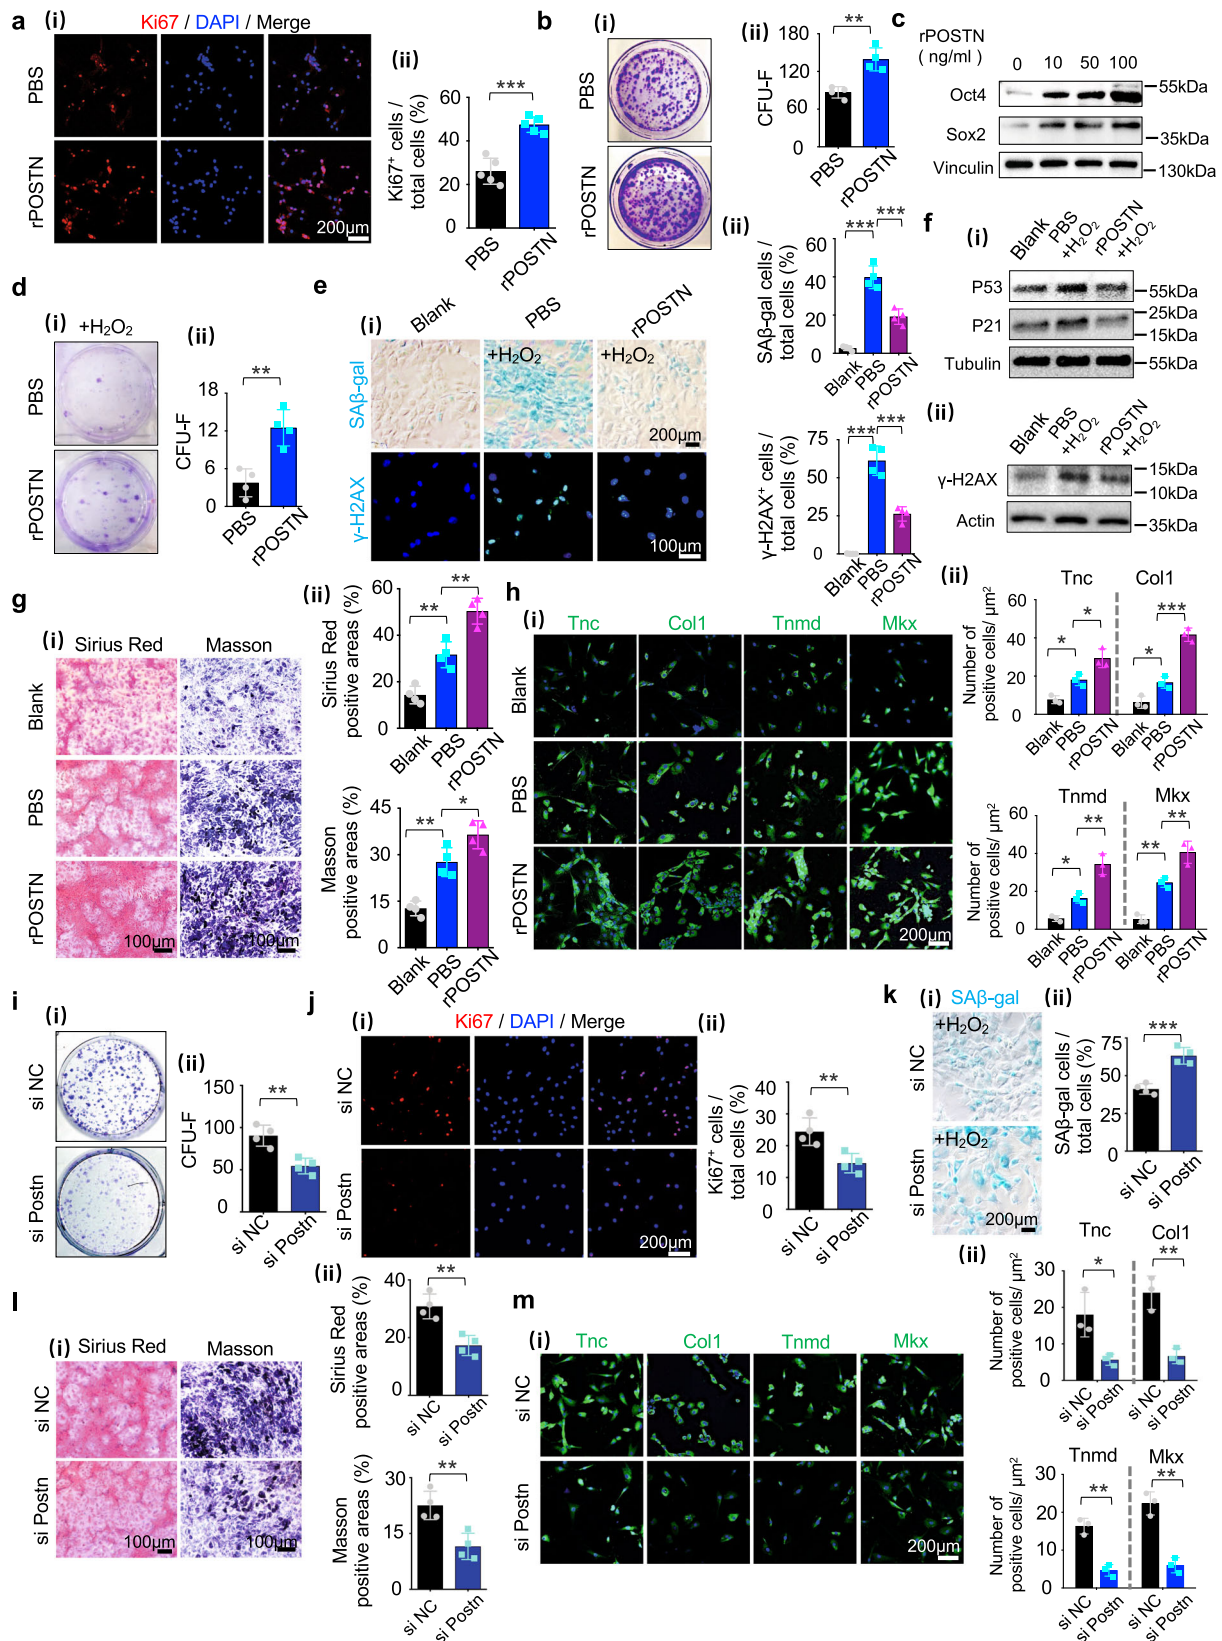 a
(i)
Ki67 / DAPI / Merge
PBS
rPOSTN
200μm
(ii)
Ki67⁺ cells /
total cells (%)
60
40
20
0
***
PBS
rPOSTN
b
(i)
PBS
rPOSTN
(ii)
CFU-F
180
120
60
0
**
PBS
rPOSTN
c
rPOSTN
( ng/ml )
0 10 50 100
Oct4
55kDa
Sox2
35kDa
Vinculin
130kDa
d
(i)
+H₂O₂
PBS
rPOSTN
(ii)
CFU-F
18
12
6
0
**
PBS
rPOSTN
e
(i)
Blank
PBS
rPOSTN
SAβ-gal
+H₂O₂
+H₂O₂
200μm
γ-H2AX
100μm
(ii)
SAβ-gal cells /
total cells (%)
60
40
20
0
*** ***
Blank
PBS
rPOSTN
γ-H2AX⁺ cells /
total cells (%)
75
50
25
0
*** ***
Blank
PBS
rPOSTN
f
(i)
Blank
PBS
+H₂O₂
rPOSTN
+H₂O₂
P53
55kDa
P21
25kDa
15kDa
Tubulin
55kDa
(ii)
Blank
PBS
+H₂O₂
rPOSTN
+H₂O₂
γ-H2AX
15kDa
10kDa
Actin
35kDa
g
(i)
Sirius Red
Masson
Blank
PBS
rPOSTN
100μm
100μm
(ii)
Sirius Red
positive areas (%)
60
40
20
0
** **
Blank
PBS
rPOSTN
Masson
positive areas (%)
45
30
15
0
** *
Blank
PBS
rPOSTN
h
(i)
Tnc
Col1
Tnmd
Mkx
Blank
PBS
rPOSTN
200μm
(ii)
Tnc
Col1
Number of
positive cells/ μm²
60
40
20
0
* *
* ***
Blank
PBS
rPOSTN
Blank
PBS
rPOSTN
Tnmd
Mkx
Number of
positive cells/ μm²
60
40
20
0
* **
** **
Blank
PBS
rPOSTN
Blank
PBS
rPOSTN
i
(i)
si NC
si Postn
(ii)
CFU-F
150
100
50
0
**
si NC
si Postn
j
(i)
Ki67 / DAPI / Merge
si NC
si Postn
200μm
(ii)
Ki67⁺ cells /
total cells (%)
40
30
20
10
0
**
si NC
si Postn
k
(i)
SAβ-gal
+H₂O₂
si NC
+H₂O₂
si Postn
200μm
(ii)
SAβ-gal cells /
total cells (%)
75
50
25
0
***
si NC
si Postn
l
(i)
Sirius Red
Masson
si NC
si Postn
100μm
100μm
(ii)
Sirius Red
positive areas (%)
40
20
0
**
si NC
si Postn
Masson
positive areas (%)
30
15
0
**
si NC
si Postn
m
(i)
Tnc
Col1
Tnmd
Mkx
si NC
si Postn
200μm
(ii)
Tnc
Col1
Number of
positive cells/ μm²
30
20
10
0
*
**
si NC
si Postn
si NC
si Postn
Tnmd
Mkx
Number of
positive cells/ μm²
30
20
10
0
**
**
si NC
si Postn
si NC
si Postn